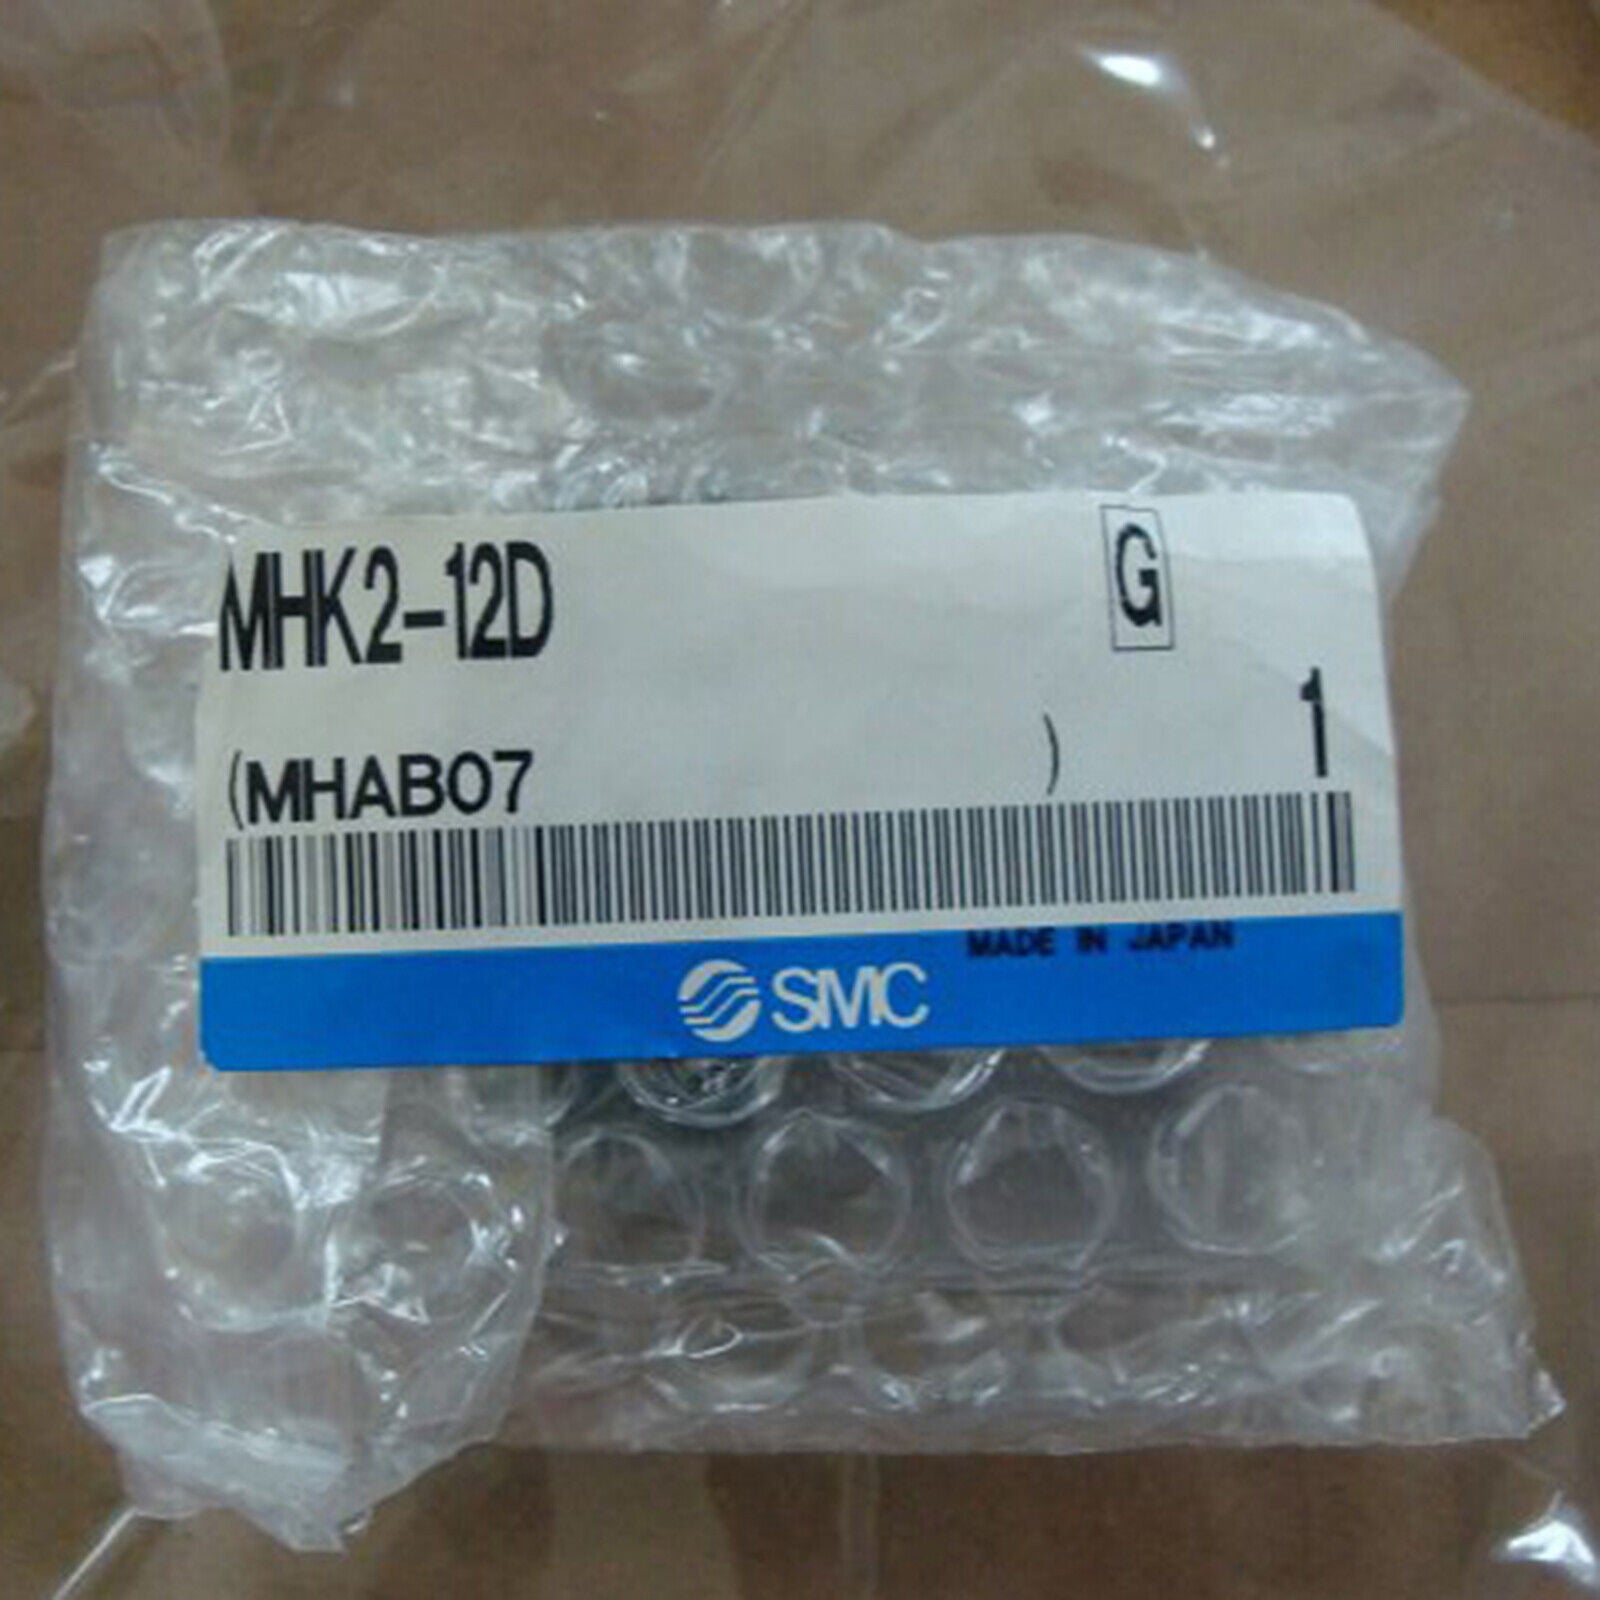 MHK2-12D G
1
(MHAB07 )
MADE IN JAPAN
SMC